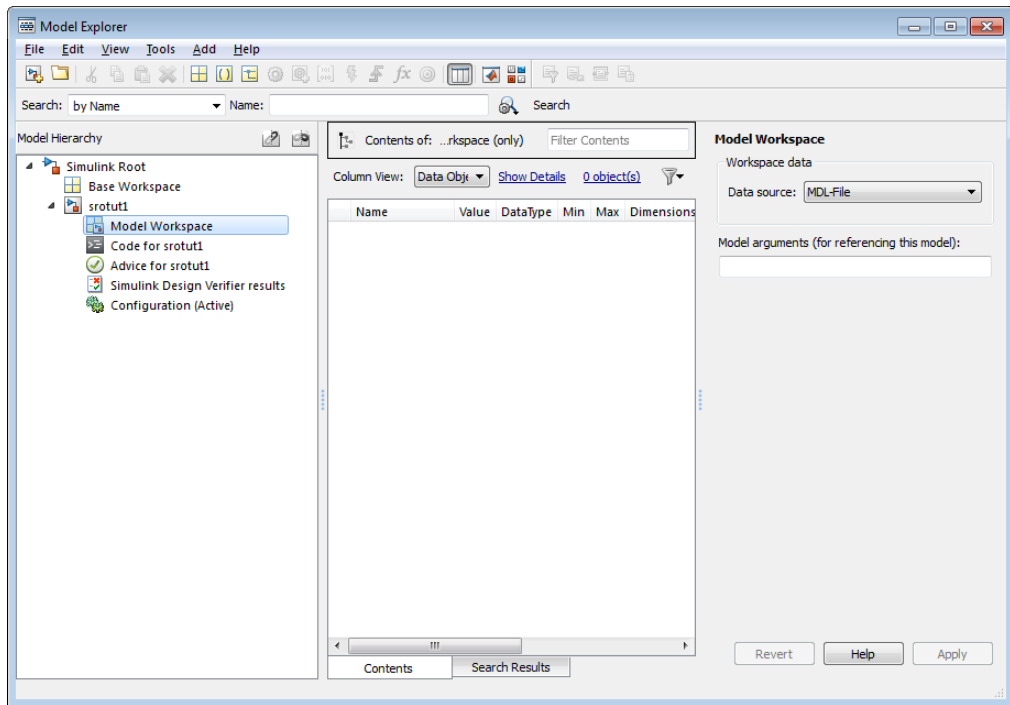 Model Explorer
File Edit View Tools Add Help
Search: by Name Name: Search
Model Hierarchy
Simulink Root
Base Workspace
srotut1
Model Workspace
Code for srotut1
Advice for srotut1
Simulink Design Verifier results
Configuration (Active)
Contents of: ...rkspace (only) Filter Contents
Column View: Data Obje Show Details 0 object(s)
Name Value DataType Min Max Dimensions
Contents Search Results
Model Workspace
Workspace data
Data source: MDL-File
Model arguments (for referencing this model):
Revert Help Apply